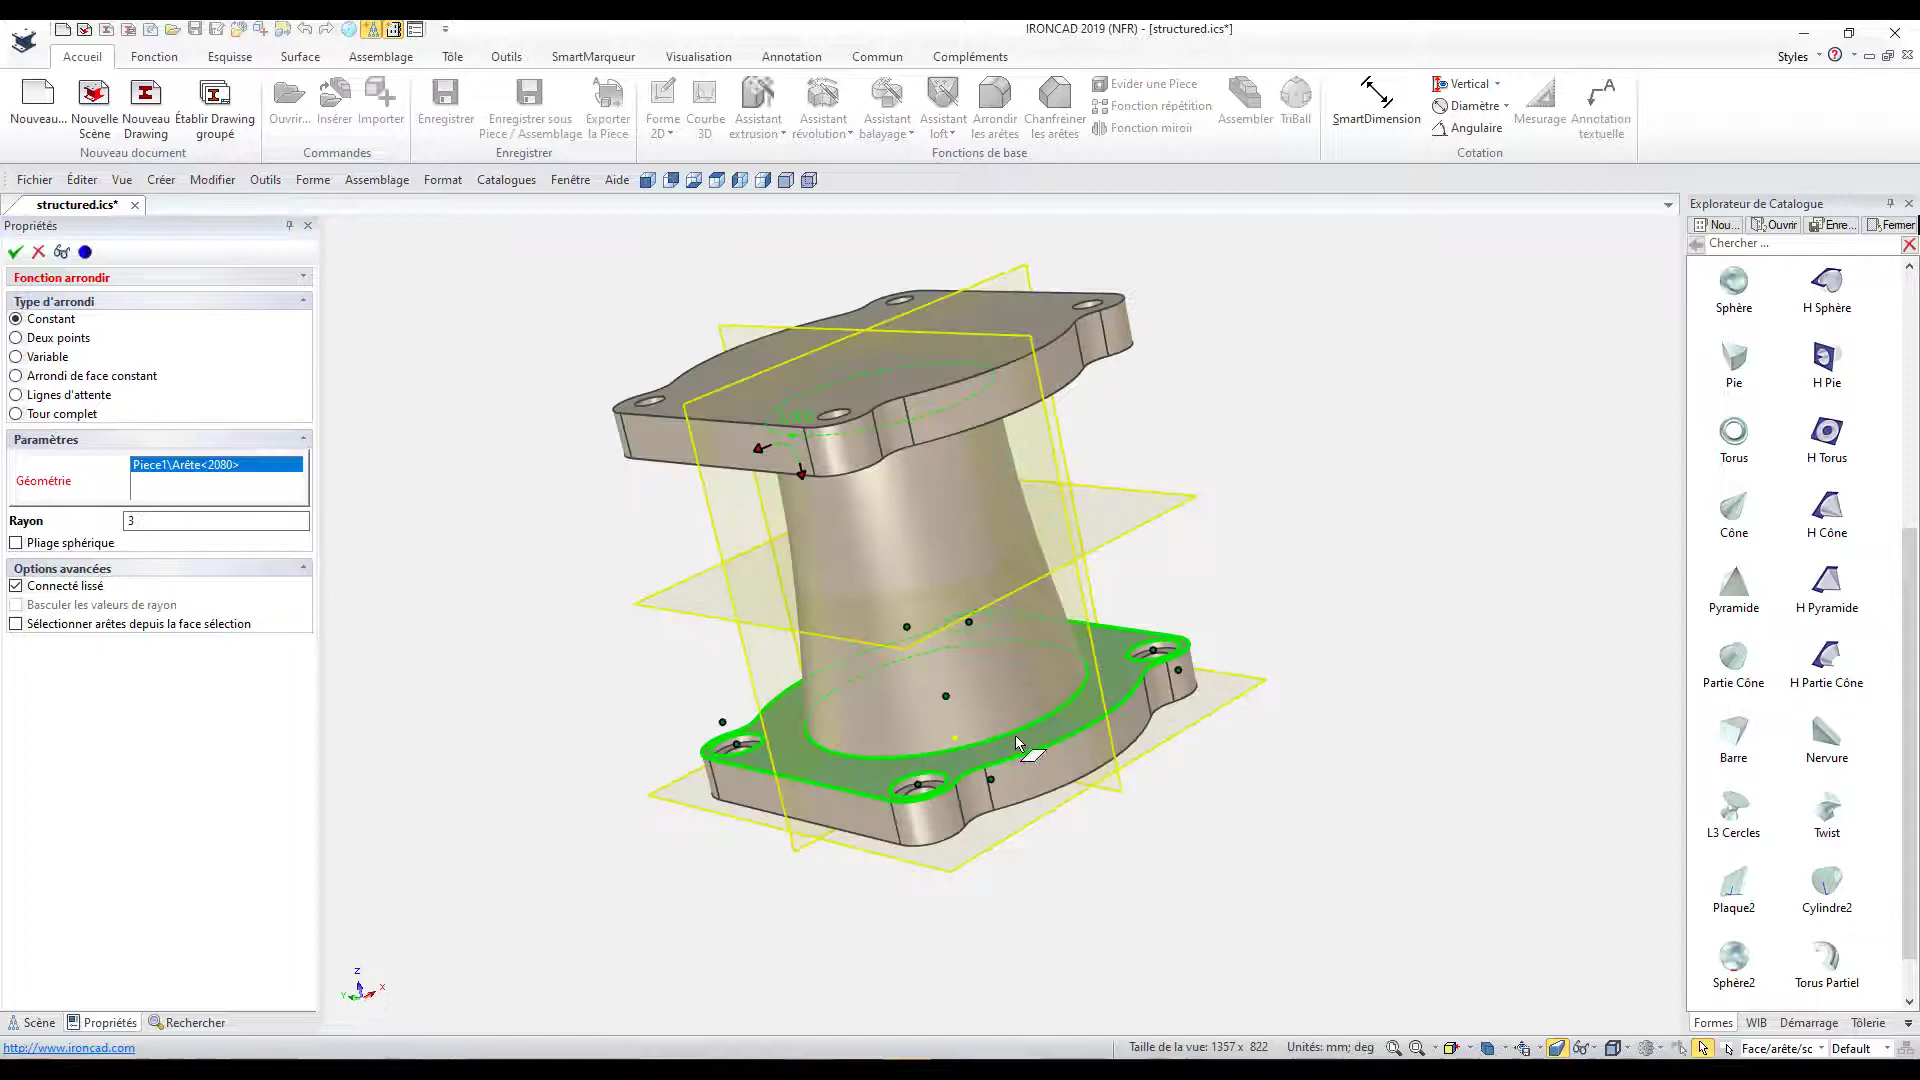 IRONCAD 2019 (NFR) - [structured.ics*]
Accueil Fonction Esquisse Surface Assemblage Tôle Outils SmartMarqueur Visualisation Annotation Commun Compléments Styles
Nouveau... Nouvelle Scène Nouveau Drawing Établir Drawing groupé
Nouveau document
Ouvrir... Insérer Importer
Commandes
Enregistrer Enregistrer sous Pièce / Assemblage Exporter la Piece
Enregistrer
Forme 2D Courbe 3D Assistant extrusion Assistant révolution Assistant balayage Assistant loft Arrondir les arêtes Chanfreiner les arêtes
Evider une Piece
Fonction répétition
Fonction miroir
Assembler TriBall
Fonctions de base
SmartDimension
Vertical
Diamètre
Angulaire
Mesurage Annotation textuelle
Cotation
Fichier Éditer Vue Créer Modifier Outils Forme Assemblage Format Catalogues Fenêtre Aide
structured.ics*
Propriétés
Fonction arrondir
Type d'arrondi
Constant
Deux points
Variable
Arrondi de face constant
Lignes d'attente
Tour complet
Paramètres
Géométrie Piece1\Arête<2080>
Rayon 3
Pliage sphérique
Options avancées
Connecté lissé
Basculer les valeurs de rayon
Sélectionner arêtes depuis la face sélection
Z
X
Y
Explorateur de Catalogue
Nou... Ouvrir Enre... Fermer
Chercher ...
Sphère H Sphère
Pie H Pie
Torus H Torus
Cône H Cône
Pyramide H Pyramide
Partie Cône H Partie Cône
Barre Nervure
L3 Cercles Twist
Plaque2 Cylindre2
Sphère2 Torus Partiel
Formes WIB Démarrage Tôlerie
Scène Propriétés Rechercher
http://www.ironcad.com
Taille de la vue: 1357 x 822 Unités: mm; deg Face/arête/sc Default